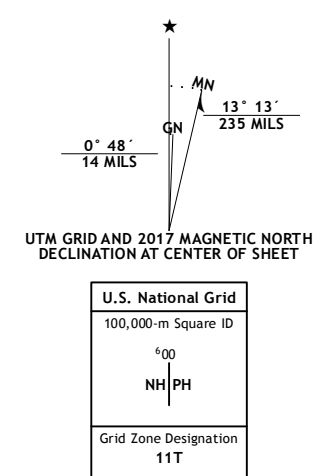 ★
MN
GN
13° 13´
235 MILS
0° 48´
14 MILS
UTM GRID AND 2017 MAGNETIC NORTH
DECLINATION AT CENTER OF SHEET
U.S. National Grid
100,000-m Square ID
⁶00
NH PH
Grid Zone Designation
11T